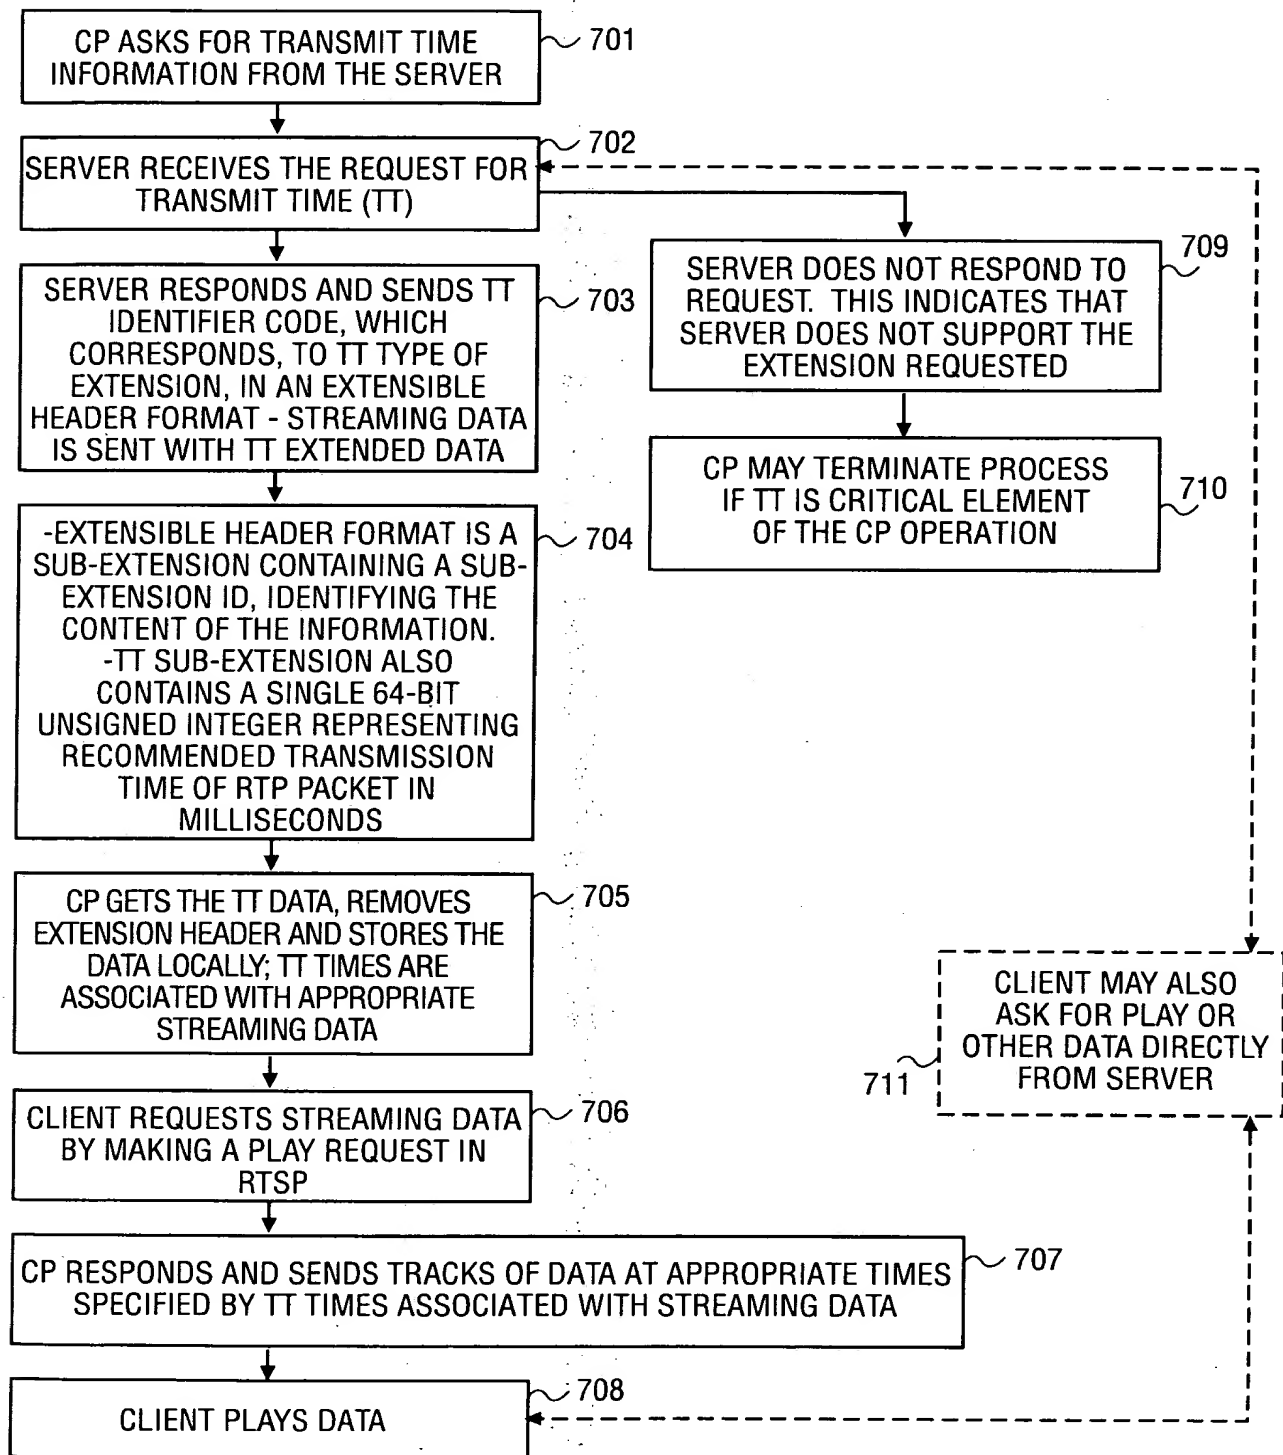 CP ASKS FOR TRANSMIT TIME
INFORMATION FROM THE SERVER
701
SERVER RECEIVES THE REQUEST FOR
TRANSMIT TIME (TT)
702
SERVER RESPONDS AND SENDS TT
IDENTIFIER CODE, WHICH
CORRESPONDS, TO TT TYPE OF
EXTENSION, IN AN EXTENSIBLE
HEADER FORMAT - STREAMING DATA
IS SENT WITH TT EXTENDED DATA
703
SERVER DOES NOT RESPOND TO
REQUEST. THIS INDICATES THAT
SERVER DOES NOT SUPPORT THE
EXTENSION REQUESTED
709
CP MAY TERMINATE PROCESS
IF TT IS CRITICAL ELEMENT
OF THE CP OPERATION
710
-EXTENSIBLE HEADER FORMAT IS A
SUB-EXTENSION CONTAINING A SUB-
EXTENSION ID, IDENTIFYING THE
CONTENT OF THE INFORMATION.
-TT SUB-EXTENSION ALSO
CONTAINS A SINGLE 64-BIT
UNSIGNED INTEGER REPRESENTING
RECOMMENDED TRANSMISSION
TIME OF RTP PACKET IN
MILLISECONDS
704
CP GETS THE TT DATA, REMOVES
EXTENSION HEADER AND STORES THE
DATA LOCALLY; TT TIMES ARE
ASSOCIATED WITH APPROPRIATE
STREAMING DATA
705
CLIENT MAY ALSO
ASK FOR PLAY OR
OTHER DATA DIRECTLY
FROM SERVER
711
CLIENT REQUESTS STREAMING DATA
BY MAKING A PLAY REQUEST IN
RTSP
706
CP RESPONDS AND SENDS TRACKS OF DATA AT APPROPRIATE TIMES
SPECIFIED BY TT TIMES ASSOCIATED WITH STREAMING DATA
707
CLIENT PLAYS DATA
708